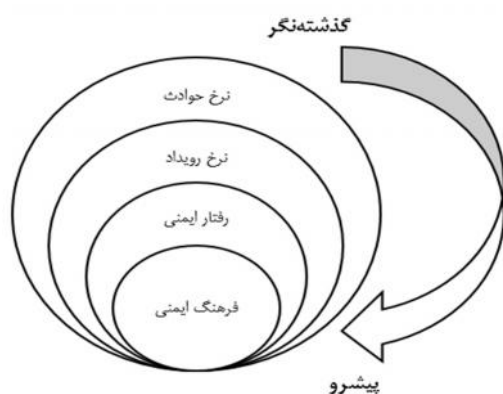 گذشته‌نگر
نرخ حوادث
نرخ رویداد
رفتار ایمنی
فرهنگ ایمنی
پیشرو